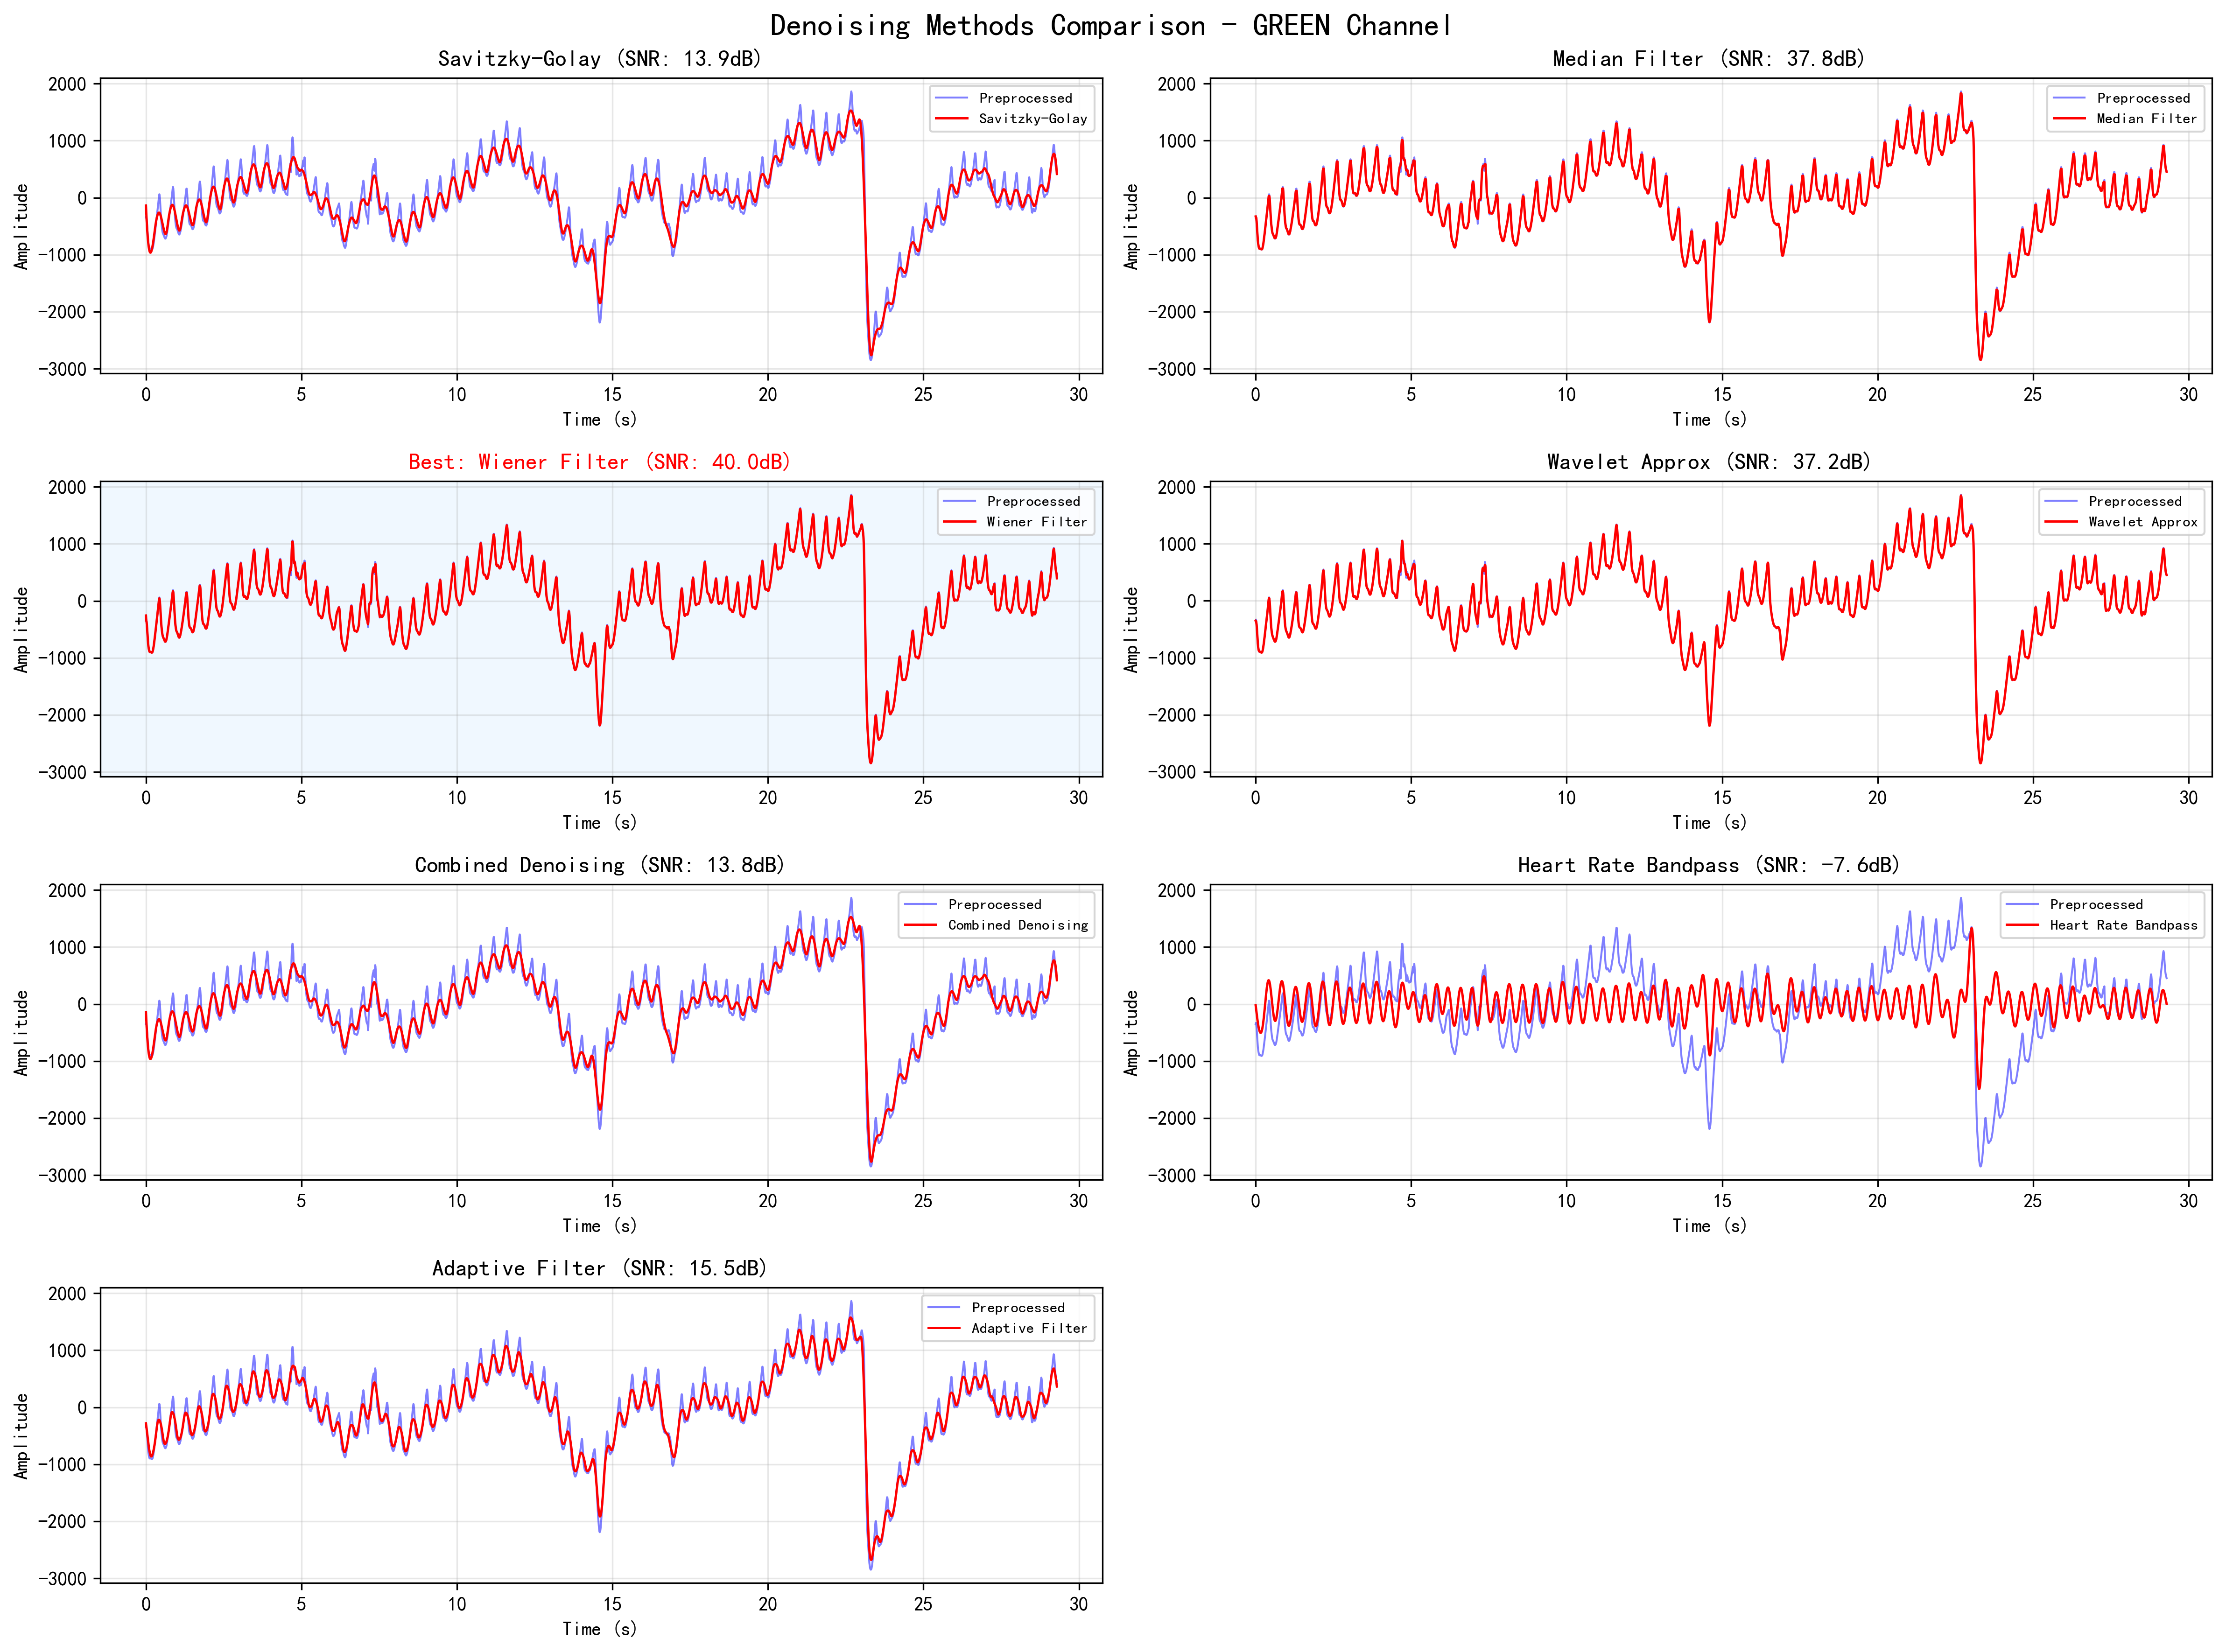 Denoising Methods Comparison - GREEN Channel
Savitzky-Golay (SNR: 13.9dB)
2000
1000
0
-1000
-2000
-3000
Amplitude
Preprocessed
Savitzky-Golay
0 5 10 15 20 25 30
Time (s)
Median Filter (SNR: 37.8dB)
2000
1000
0
-1000
-2000
-3000
Amplitude
Preprocessed
Median Filter
0 5 10 15 20 25 30
Time (s)
Best: Wiener Filter (SNR: 40.0dB)
2000
1000
0
-1000
-2000
-3000
Amplitude
Preprocessed
Wiener Filter
0 5 10 15 20 25 30
Time (s)
Wavelet Approx (SNR: 37.2dB)
2000
1000
0
-1000
-2000
-3000
Amplitude
Preprocessed
Wavelet Approx
0 5 10 15 20 25 30
Time (s)
Combined Denoising (SNR: 13.8dB)
2000
1000
0
-1000
-2000
-3000
Amplitude
Preprocessed
Combined Denoising
0 5 10 15 20 25 30
Time (s)
Heart Rate Bandpass (SNR: -7.6dB)
2000
1000
0
-1000
-2000
-3000
Amplitude
Preprocessed
Heart Rate Bandpass
0 5 10 15 20 25 30
Time (s)
Adaptive Filter (SNR: 15.5dB)
2000
1000
0
-1000
-2000
-3000
Amplitude
Preprocessed
Adaptive Filter
0 5 10 15 20 25 30
Time (s)